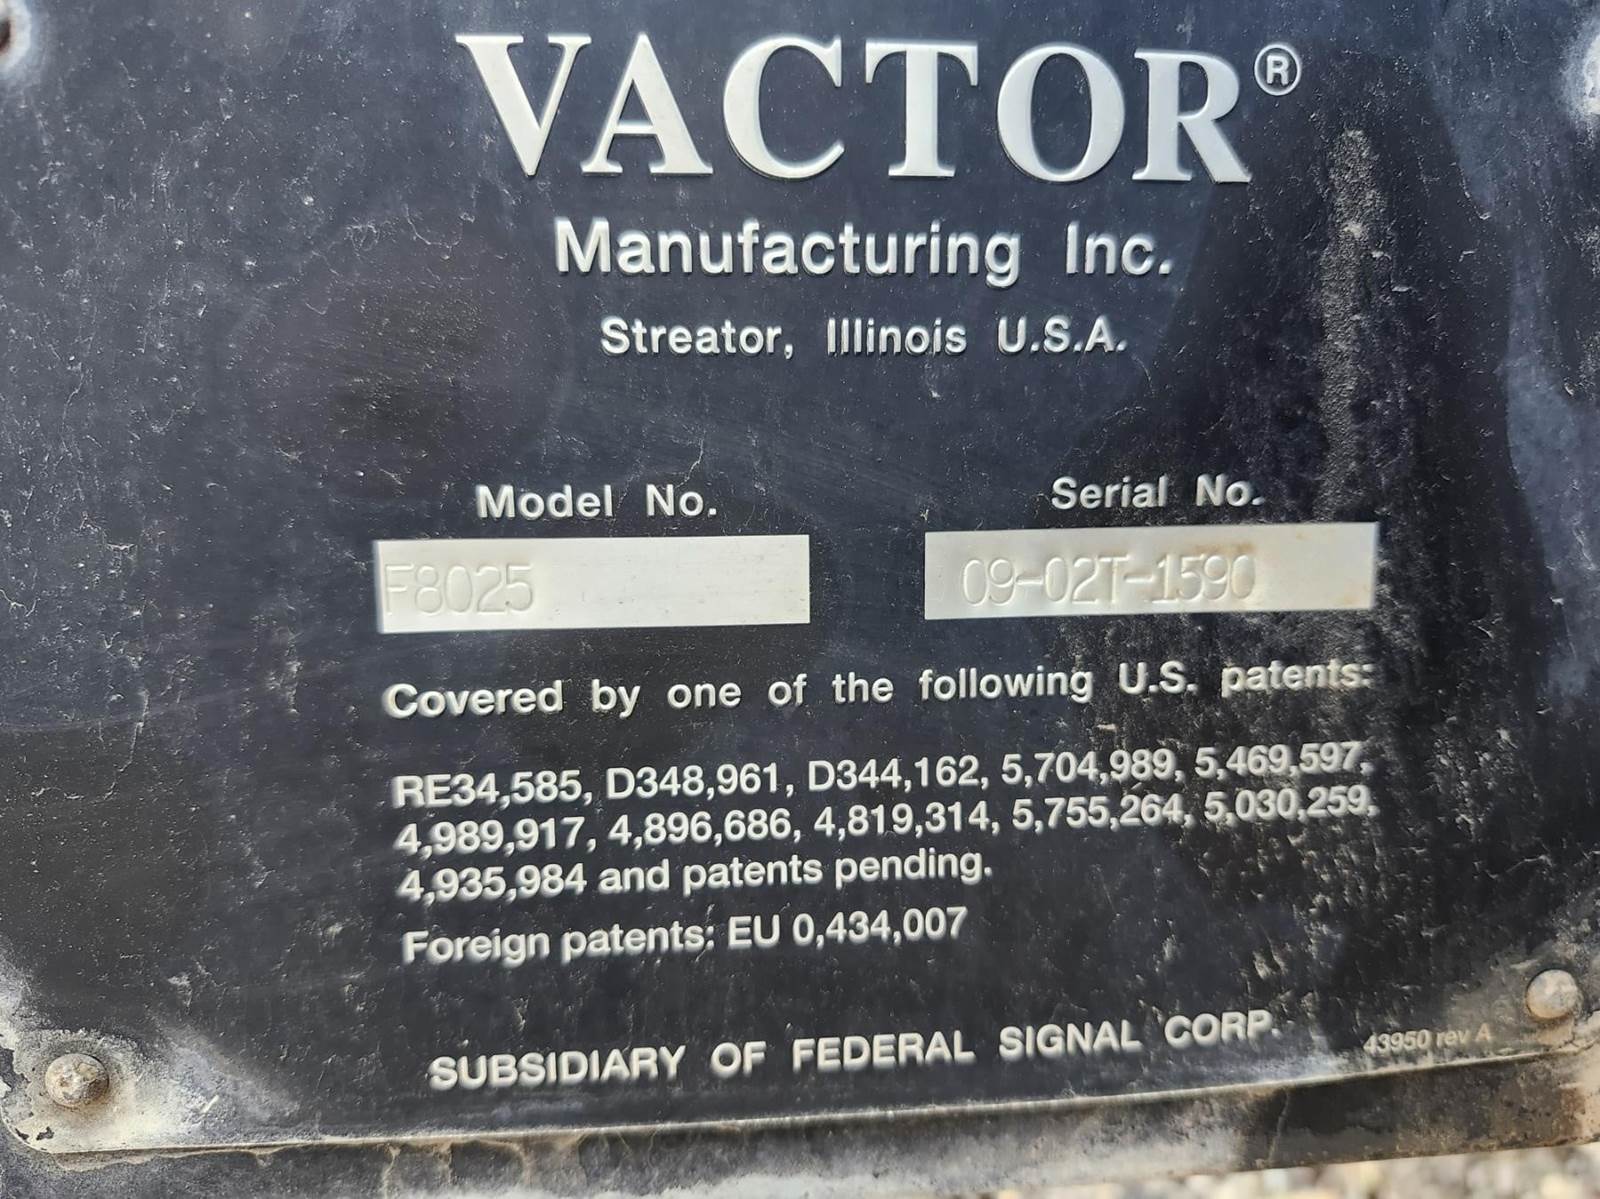 VACTOR®
Manufacturing Inc.
Streator, Illinois U.S.A.
Model No. Serial No.
F8025 09-02T-1590
Covered by one of the following U.S. patents:
RE34,585, D348,961, D344,162, 5,704,989, 5,469,597,
4,989,917, 4,896,686, 4,819,314, 5,755,264, 5,030,259,
4,935,984 and patents pending.
Foreign patents: EU 0,434,007
SUBSIDIARY OF FEDERAL SIGNAL CORP.
43950 rev A